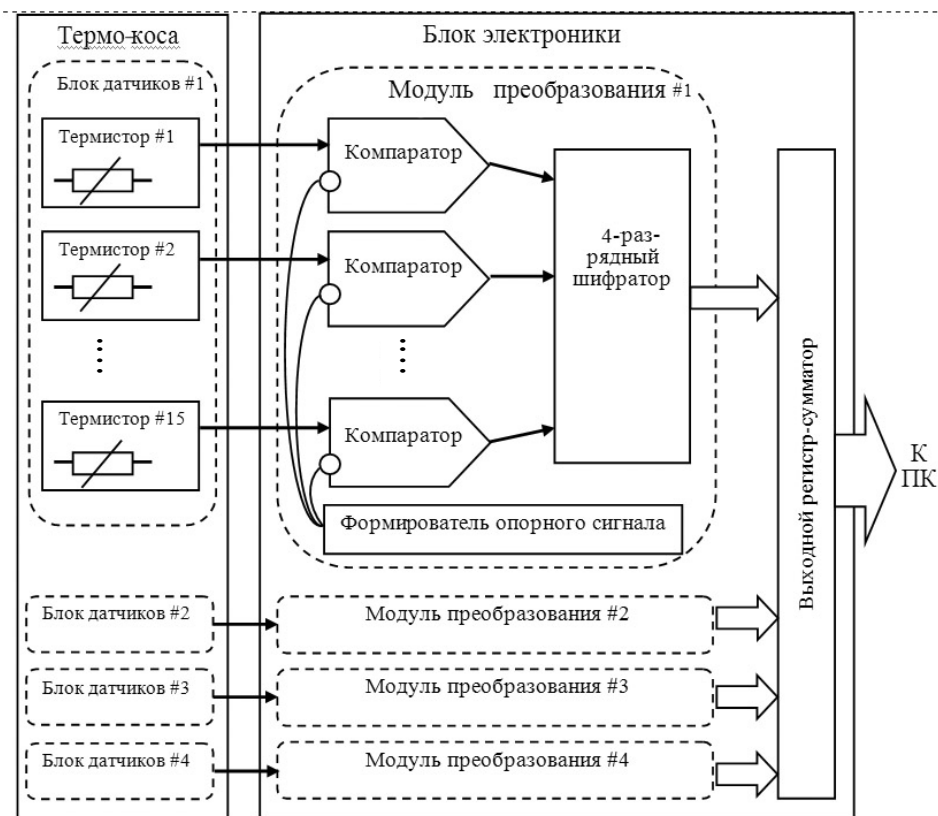 Термо-коса
Блок электроники
Блок датчиков #1
Модуль преобразования #1
Термистор #1
Компаратор
Термистор #2
Компаратор
4-раз-
рядный
шифратор
Термистор #15
Компаратор
Формирователь опорного сигнала
Выходной регистр-сумматор
К
ПК
Блок датчиков #2
Модуль преобразования #2
Блок датчиков #3
Модуль преобразования #3
Блок датчиков #4
Модуль преобразования #4